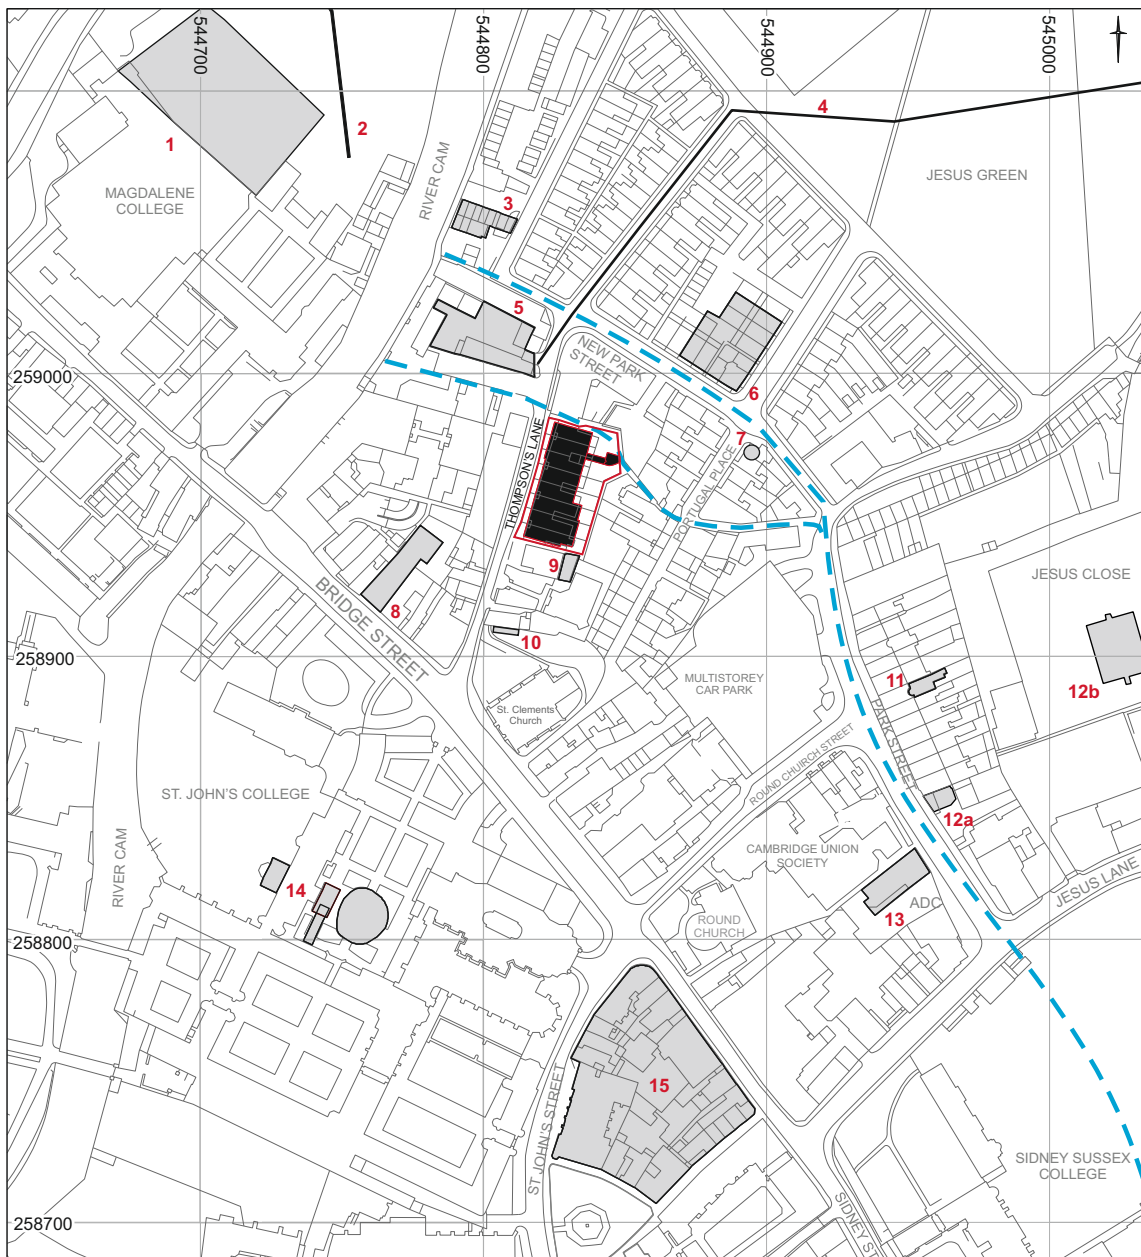 544700
544800
544900
545000
1
2
4
MAGDALENE
COLLEGE
RIVER CAM
JESUS GREEN
3
5
NEW PARK
STREET
259000
6
7
THOMPSON'S LANE
PORTUGAL PLACE
9
8
BRIDGE STREET
10
JESUS CLOSE
258900
MULTISTOREY
CAR PARK
11
12b
St. Clements
Church
PARK STREET
ROUND CHURCH STREET
ST. JOHN'S COLLEGE
12a
RIVER CAM
CAMBRIDGE UNION
SOCIETY
JESUS LANE
14
ADC
13
ROUND
CHURCH
258800
15
ST JOHN'S STREET
SIDNEY SUSSEX
COLLEGE
SIDNEY ST
258700